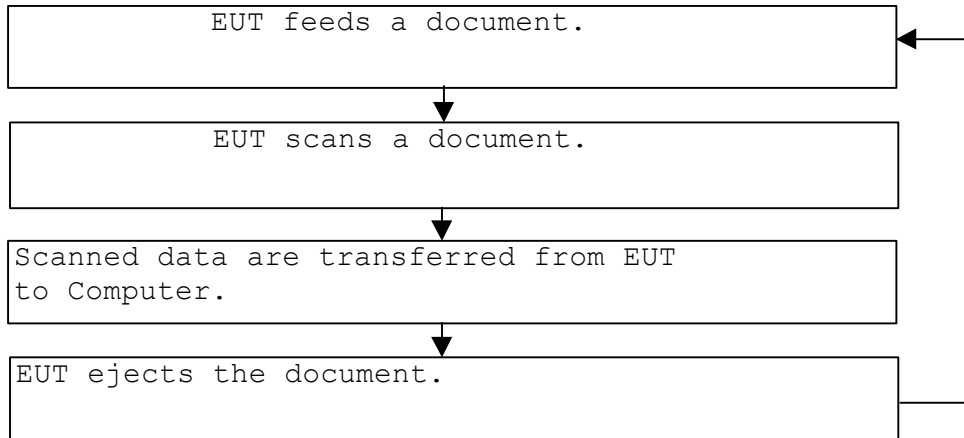 EUT feeds a document.
EUT scans a document.
Scanned data are transferred from EUT
to Computer.
EUT ejects the document.